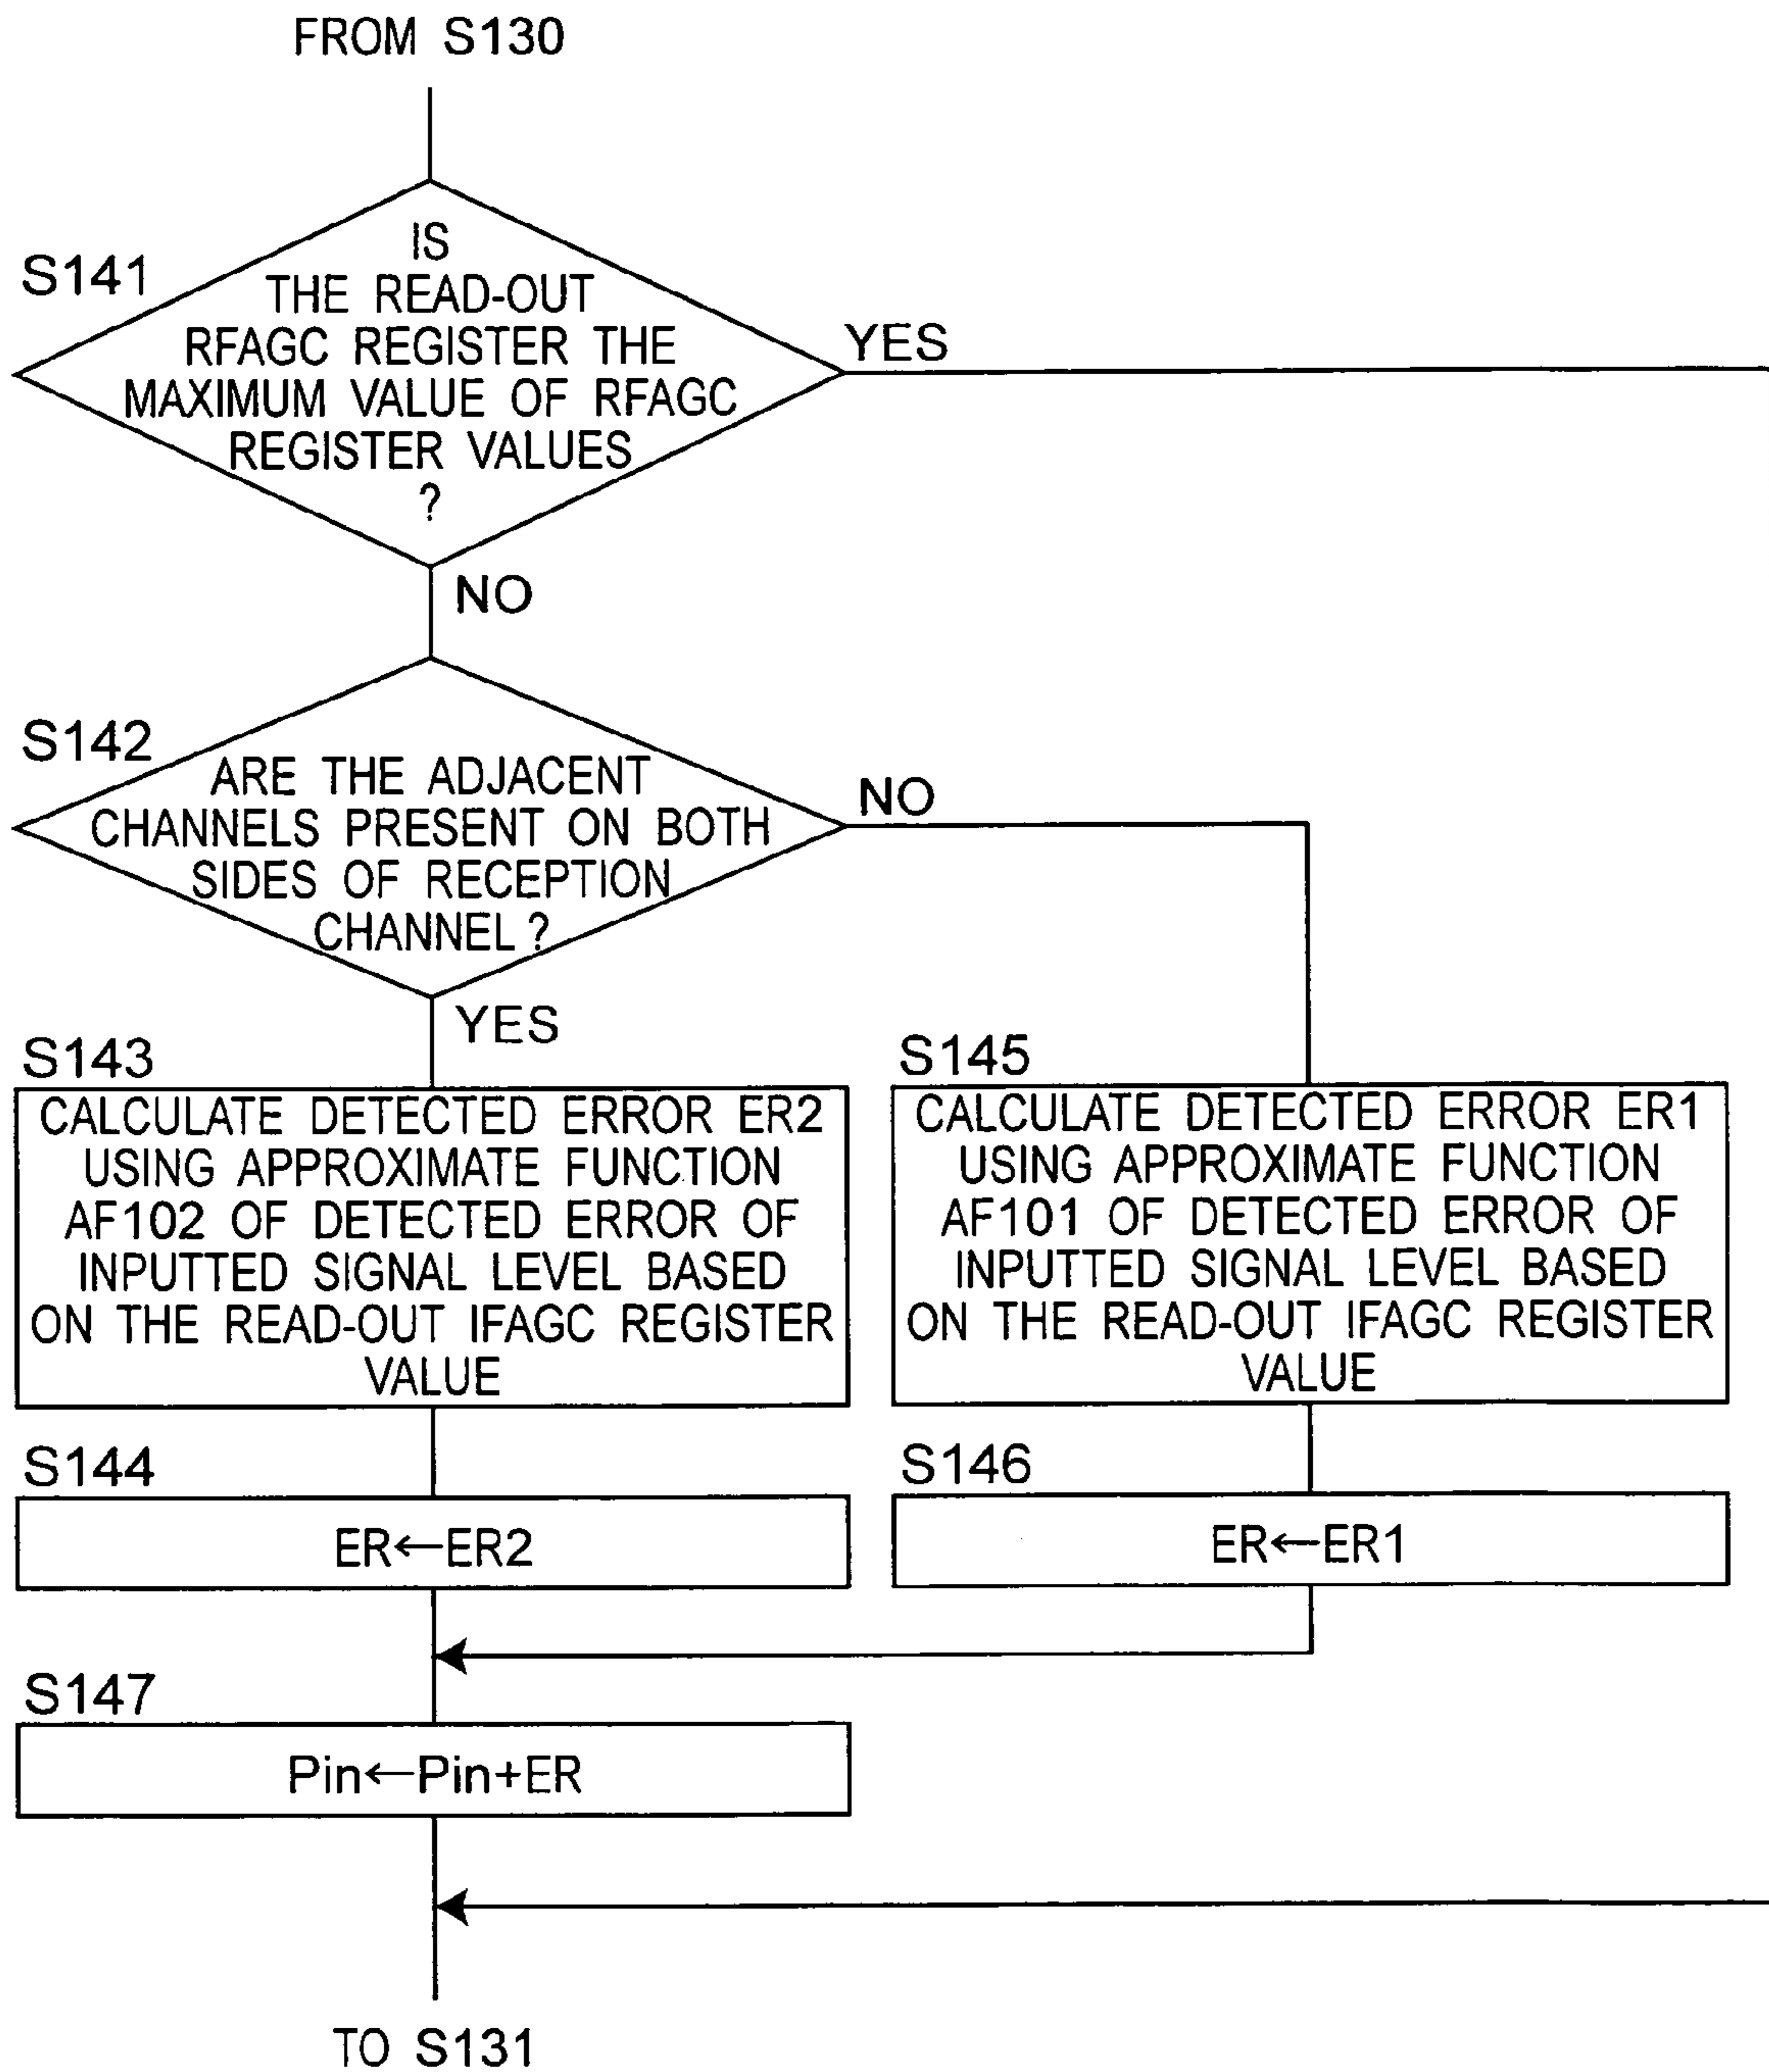 FROM S130
S141
IS
THE READ-OUT
RFAGC REGISTER THE
MAXIMUM VALUE OF RFAGC
REGISTER VALUES
?
YES
NO
S142
ARE THE ADJACENT
CHANNELS PRESENT ON BOTH
SIDES OF RECEPTION
CHANNEL ?
NO
YES
S143
CALCULATE DETECTED ERROR ER2
USING APPROXIMATE FUNCTION
AF102 OF DETECTED ERROR OF
INPUTTED SIGNAL LEVEL BASED
ON THE READ-OUT IFAGC REGISTER
VALUE
S145
CALCULATE DETECTED ERROR ER1
USING APPROXIMATE FUNCTION
AF101 OF DETECTED ERROR OF
INPUTTED SIGNAL LEVEL BASED
ON THE READ-OUT IFAGC REGISTER
VALUE
S144
ER←ER2
S146
ER←ER1
S147
Pin←Pin+ER
TO S131